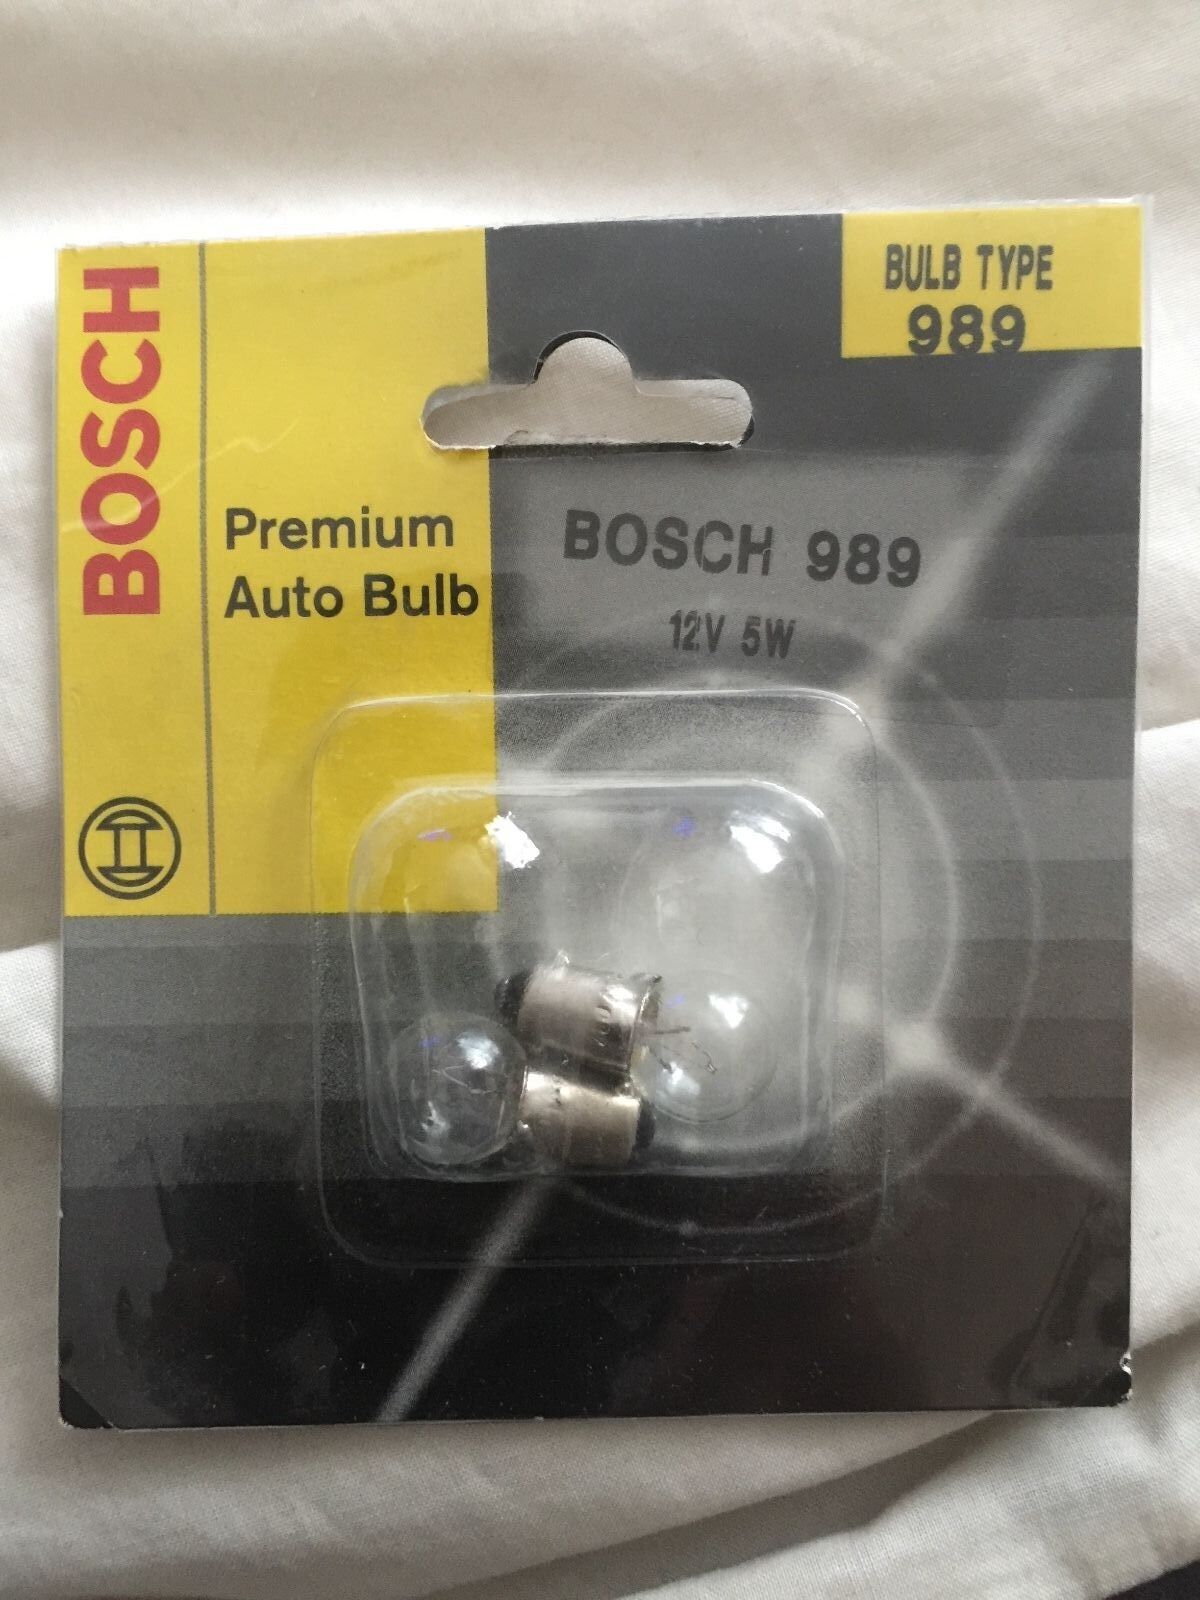 BOSCH
Premium
Auto Bulb
BULB TYPE
989
BOSCH 989
12V 5W